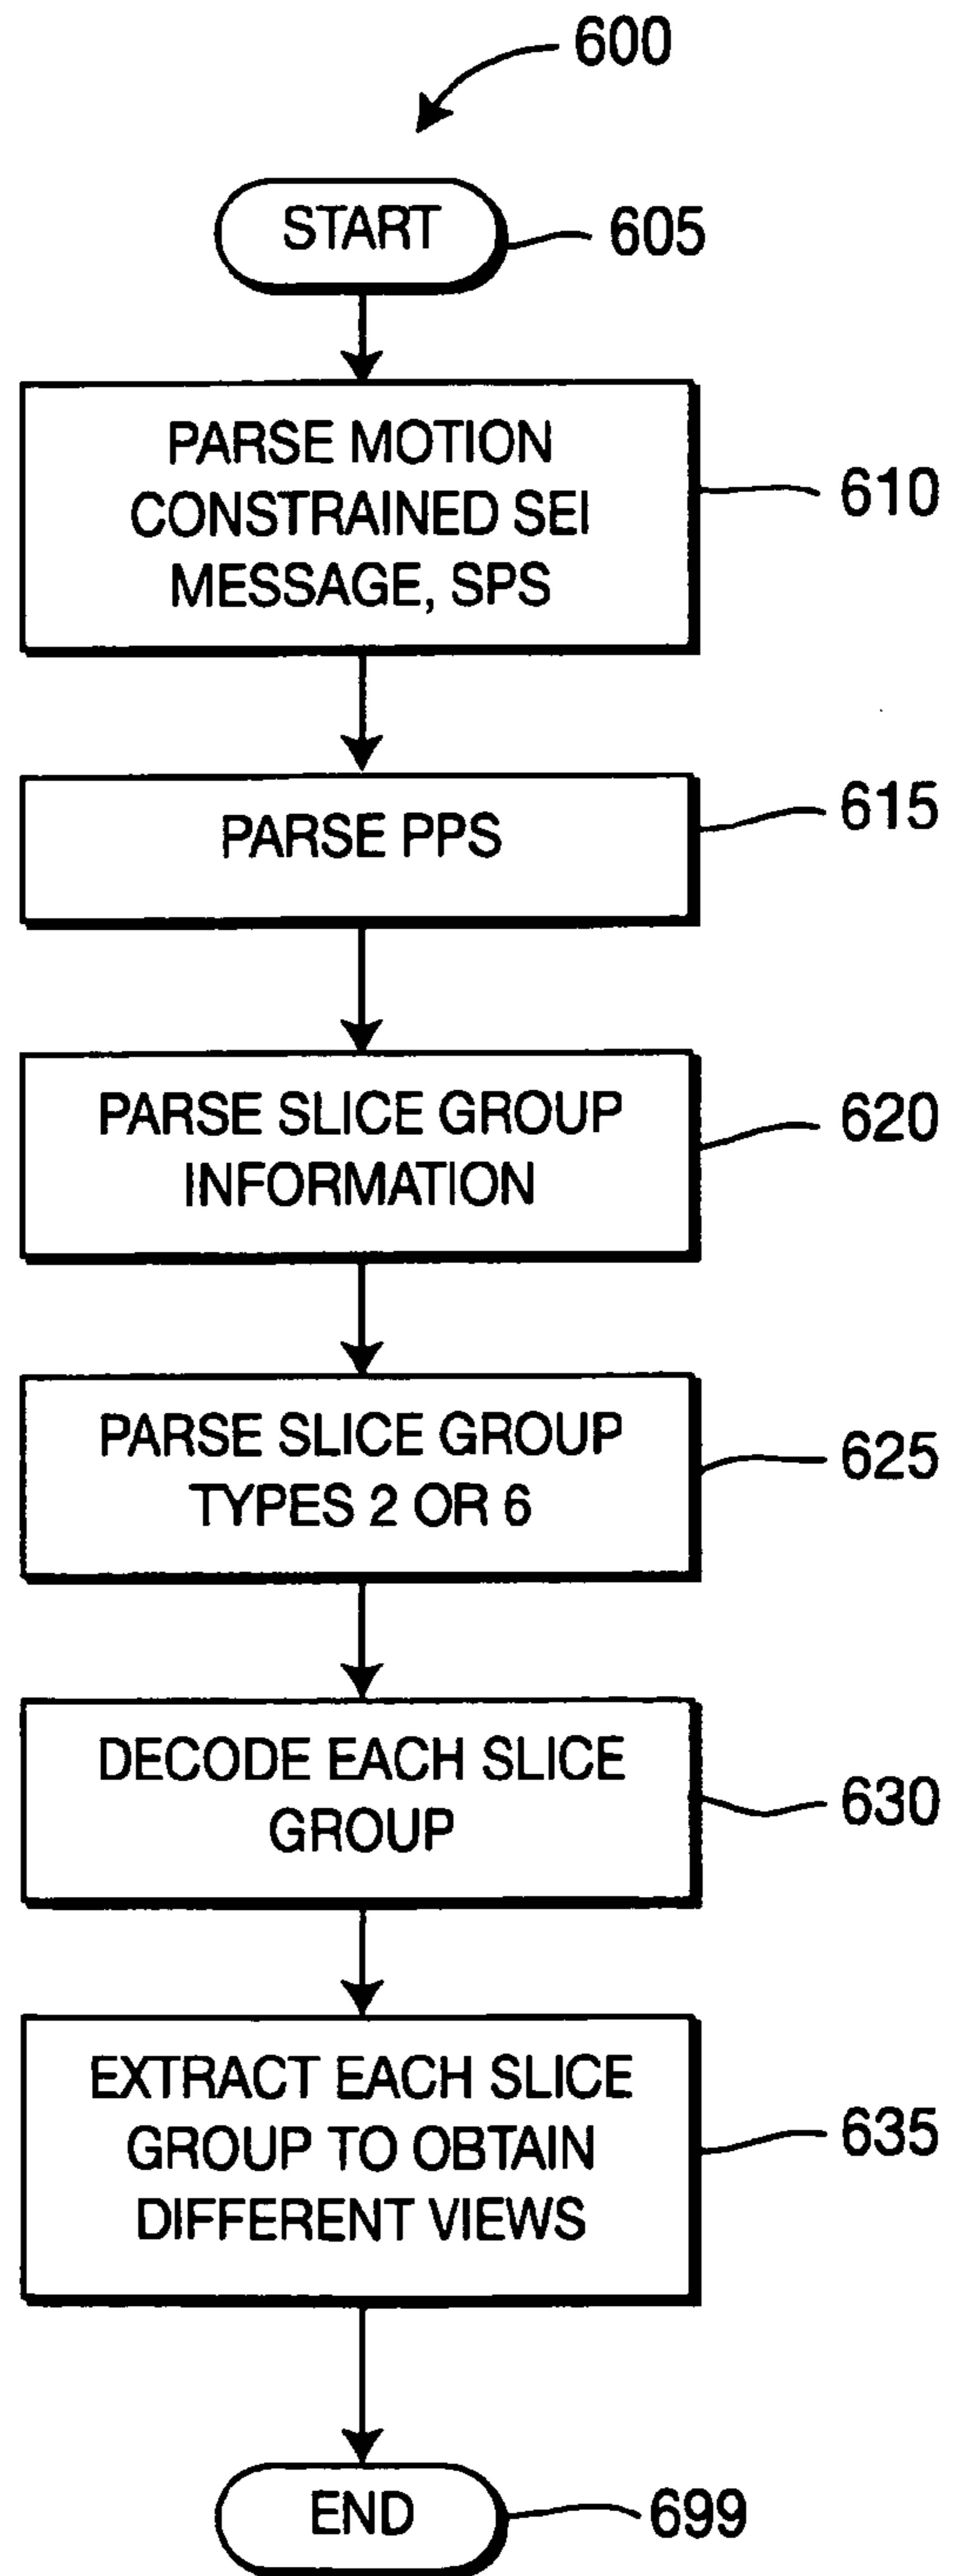 600
START
605
PARSE MOTION
CONSTRAINED SEI
MESSAGE, SPS
610
PARSE PPS
615
PARSE SLICE GROUP
INFORMATION
620
PARSE SLICE GROUP
TYPES 2 OR 6
625
DECODE EACH SLICE
GROUP
630
EXTRACT EACH SLICE
GROUP TO OBTAIN
DIFFERENT VIEWS
635
END
699